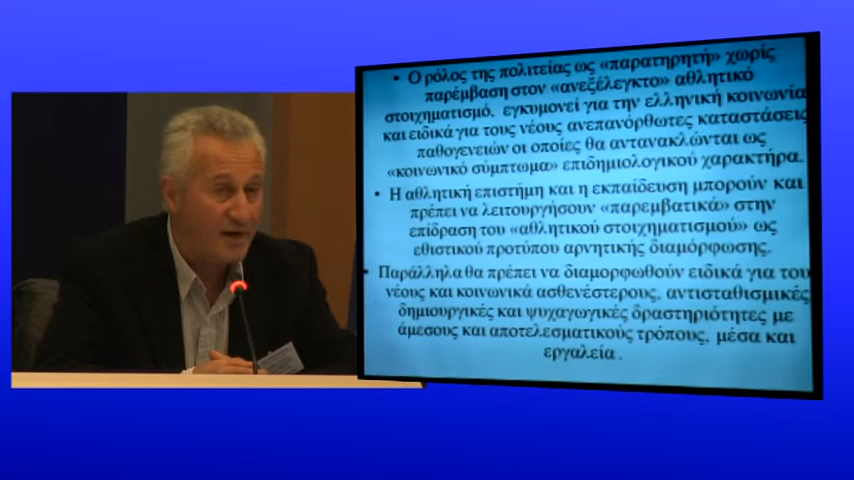 • Ο ρόλος της πολιτείας ως «παρατηρητή» χωρίς
παρέμβαση στον «ανεξέλεγκτο» αθλητικό
στοιχηματισμό, εγκυμονεί για την ελληνική κοινωνία
και ειδικά για τους νέους ανεπανόρθωτες καταστάσεις
παθογενειών οι οποίες θα αντανακλώνται ως
«κοινωνικό σύμπτωμα» επιδημιολογικού χαρακτήρα.
• Η αθλητική επιστήμη και η εκπαίδευση μπορούν και
πρέπει να λειτουργήσουν «παρεμβατικά» στην
επίδραση του «αθλητικού στοιχηματισμού» ως
εθιστικού προτύπου αρνητικής διαμόρφωσης.
• Παράλληλα θα πρέπει να διαμορφωθούν ειδικά για του
νέους και κοινωνικά ασθενέστερους, αντισταθισμικές
δημιουργικές και ψυχαγωγικές δραστηριότητες με
άμεσους και αποτελεσματικούς τρόπους, μέσα και
εργαλεία.